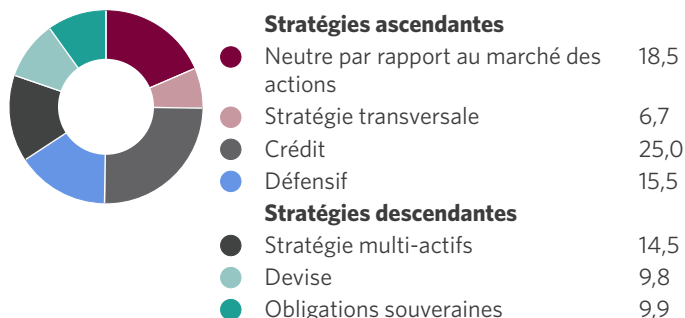 Stratégies ascendantes
Neutre par rapport au marché des 18,5
actions
Stratégie transversale 6,7
Crédit 25,0
Défensif 15,5
Stratégies descendantes
Stratégie multi-actifs 14,5
Devise 9,8
Obligations souveraines 9,9